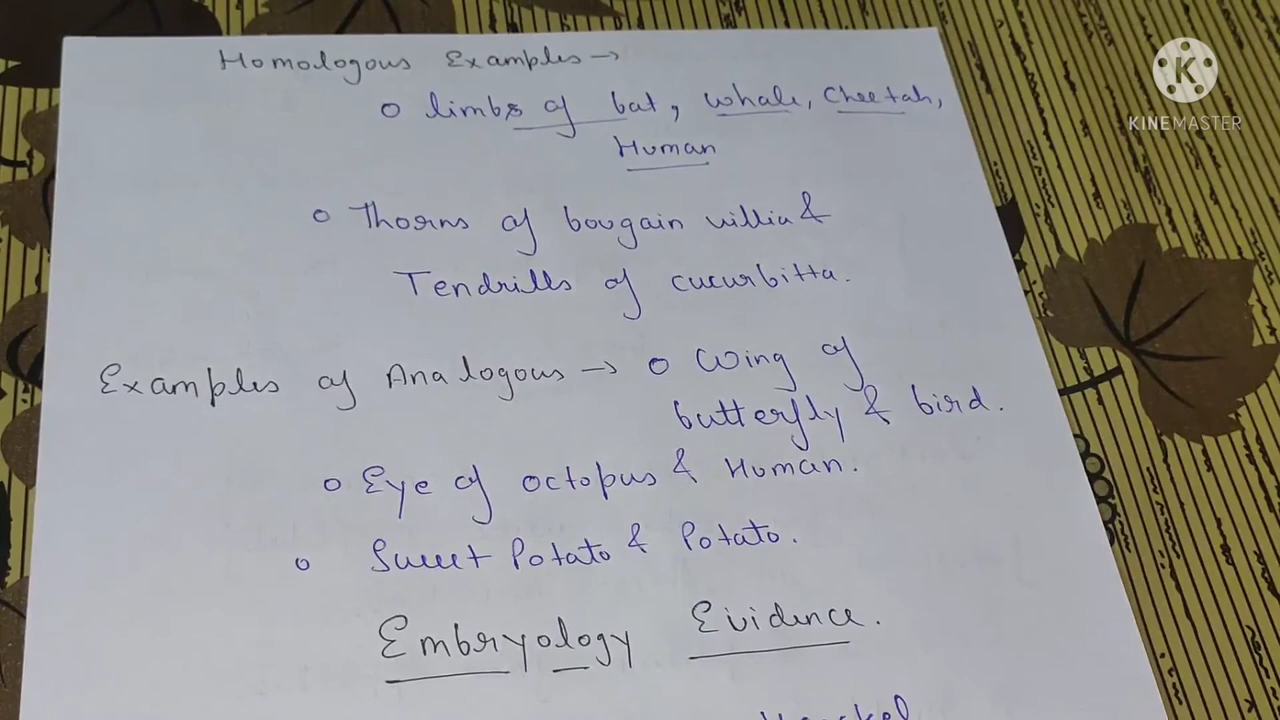 Homologous Examples →
o limbs of bat, whale, Cheetah,
Human
o Thorns of bougain villia &
Tendrills of cucurbitta.
Examples of Analogous → o Wing of
butterfly & bird.
o Eye of octopus & Human.
o Sweet Potato & Potato.
Embryology Evidence.
K
KINEMASTER